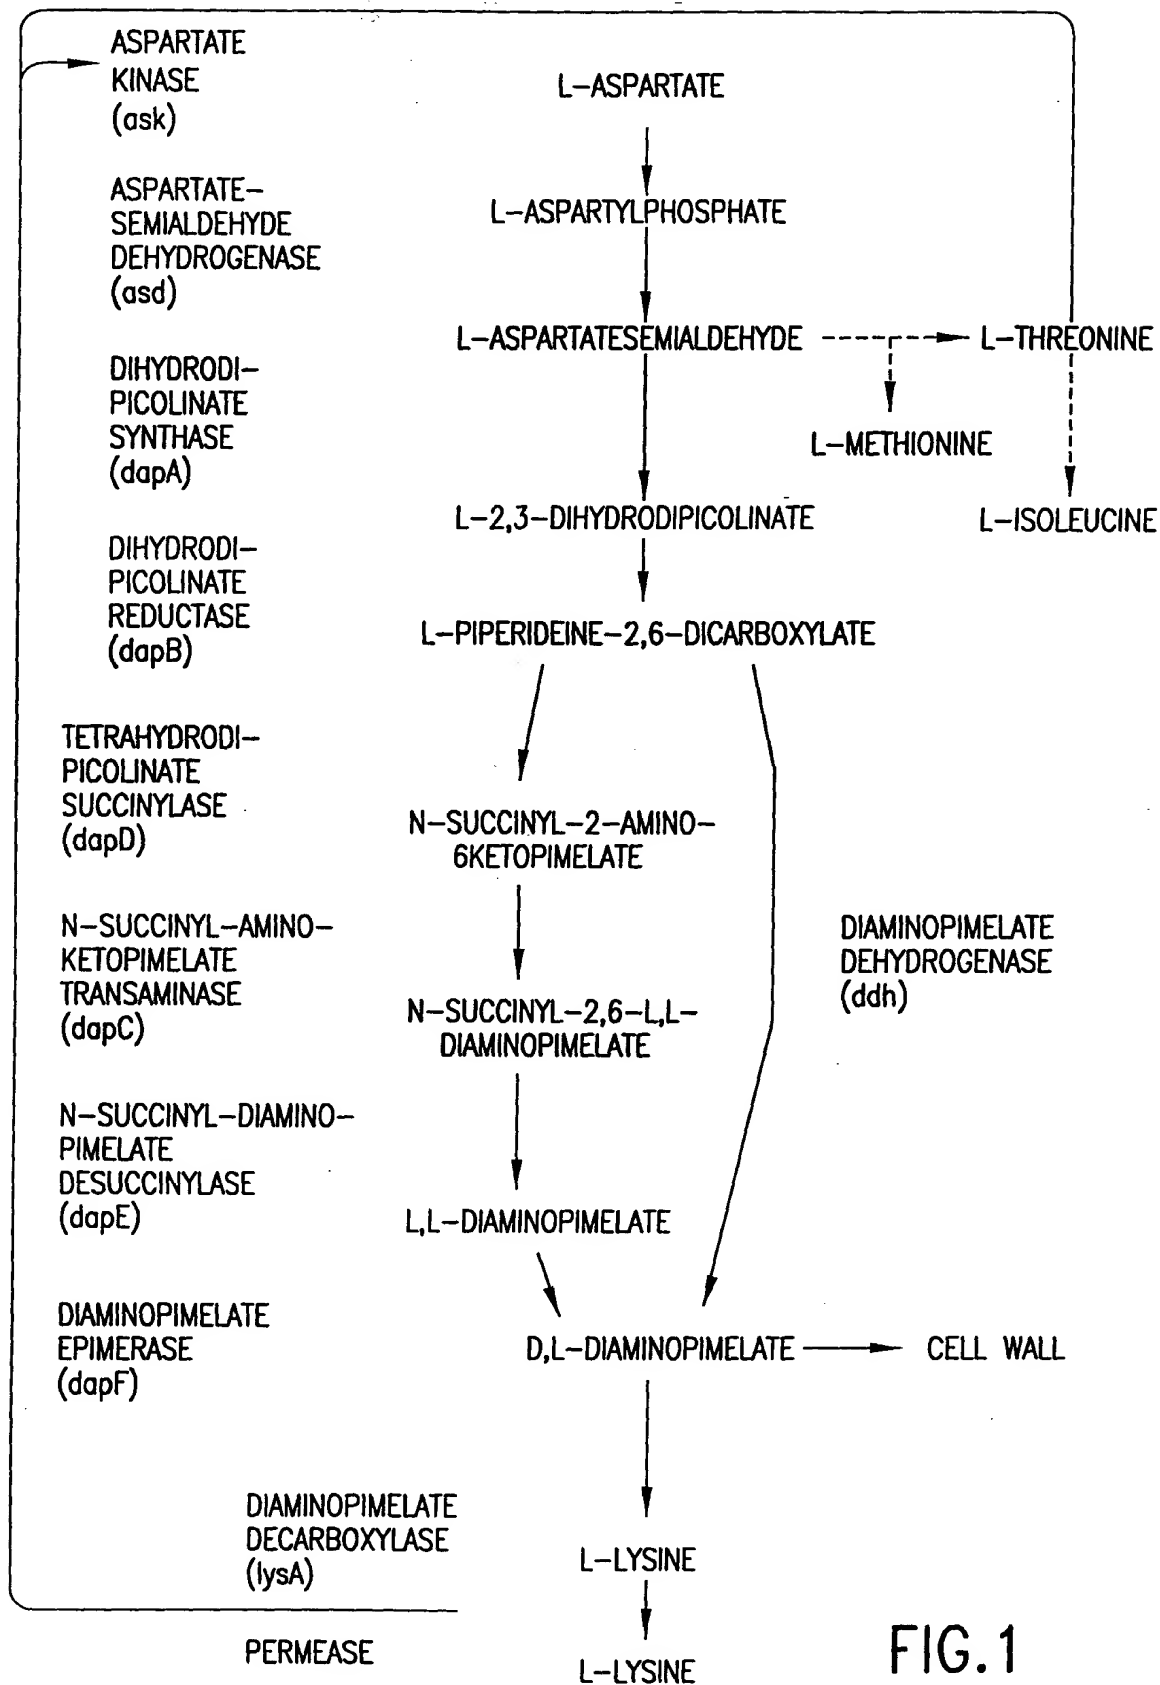 ASPARTATE
KINASE
(ask)
L-ASPARTATE
ASPARTATE-
SEMIALDEHYDE
DEHYDROGENASE
(asd)
L-ASPARTYLPHOSPHATE
L-ASPARTATESEMIALDEHYDE
L-THREONINE
L-METHIONINE
L-ISOLEUCINE
DIHYDRODI-
PICOLINATE
SYNTHASE
(dapA)
L-2,3-DIHYDRODIPICOLINATE
DIHYDRODI-
PICOLINATE
REDUCTASE
(dapB)
L-PIPERIDEINE-2,6-DICARBOXYLATE
TETRAHYDRODI-
PICOLINATE
SUCCINYLASE
(dapD)
N-SUCCINYL-2-AMINO-
6KETOPIMELATE
N-SUCCINYL-AMINO-
KETOPIMELATE
TRANSAMINASE
(dapC)
N-SUCCINYL-2,6-L,L-
DIAMINOPIMELATE
DIAMINOPIMELATE
DEHYDROGENASE
(ddh)
N-SUCCINYL-DIAMINO-
PIMELATE
DESUCCINYLASE
(dapE)
L,L-DIAMINOPIMELATE
DIAMINOPIMELATE
EPIMERASE
(dapF)
D,L-DIAMINOPIMELATE
CELL WALL
DIAMINOPIMELATE
DECARBOXYLASE
(lysA)
L-LYSINE
PERMEASE
L-LYSINE
FIG.1